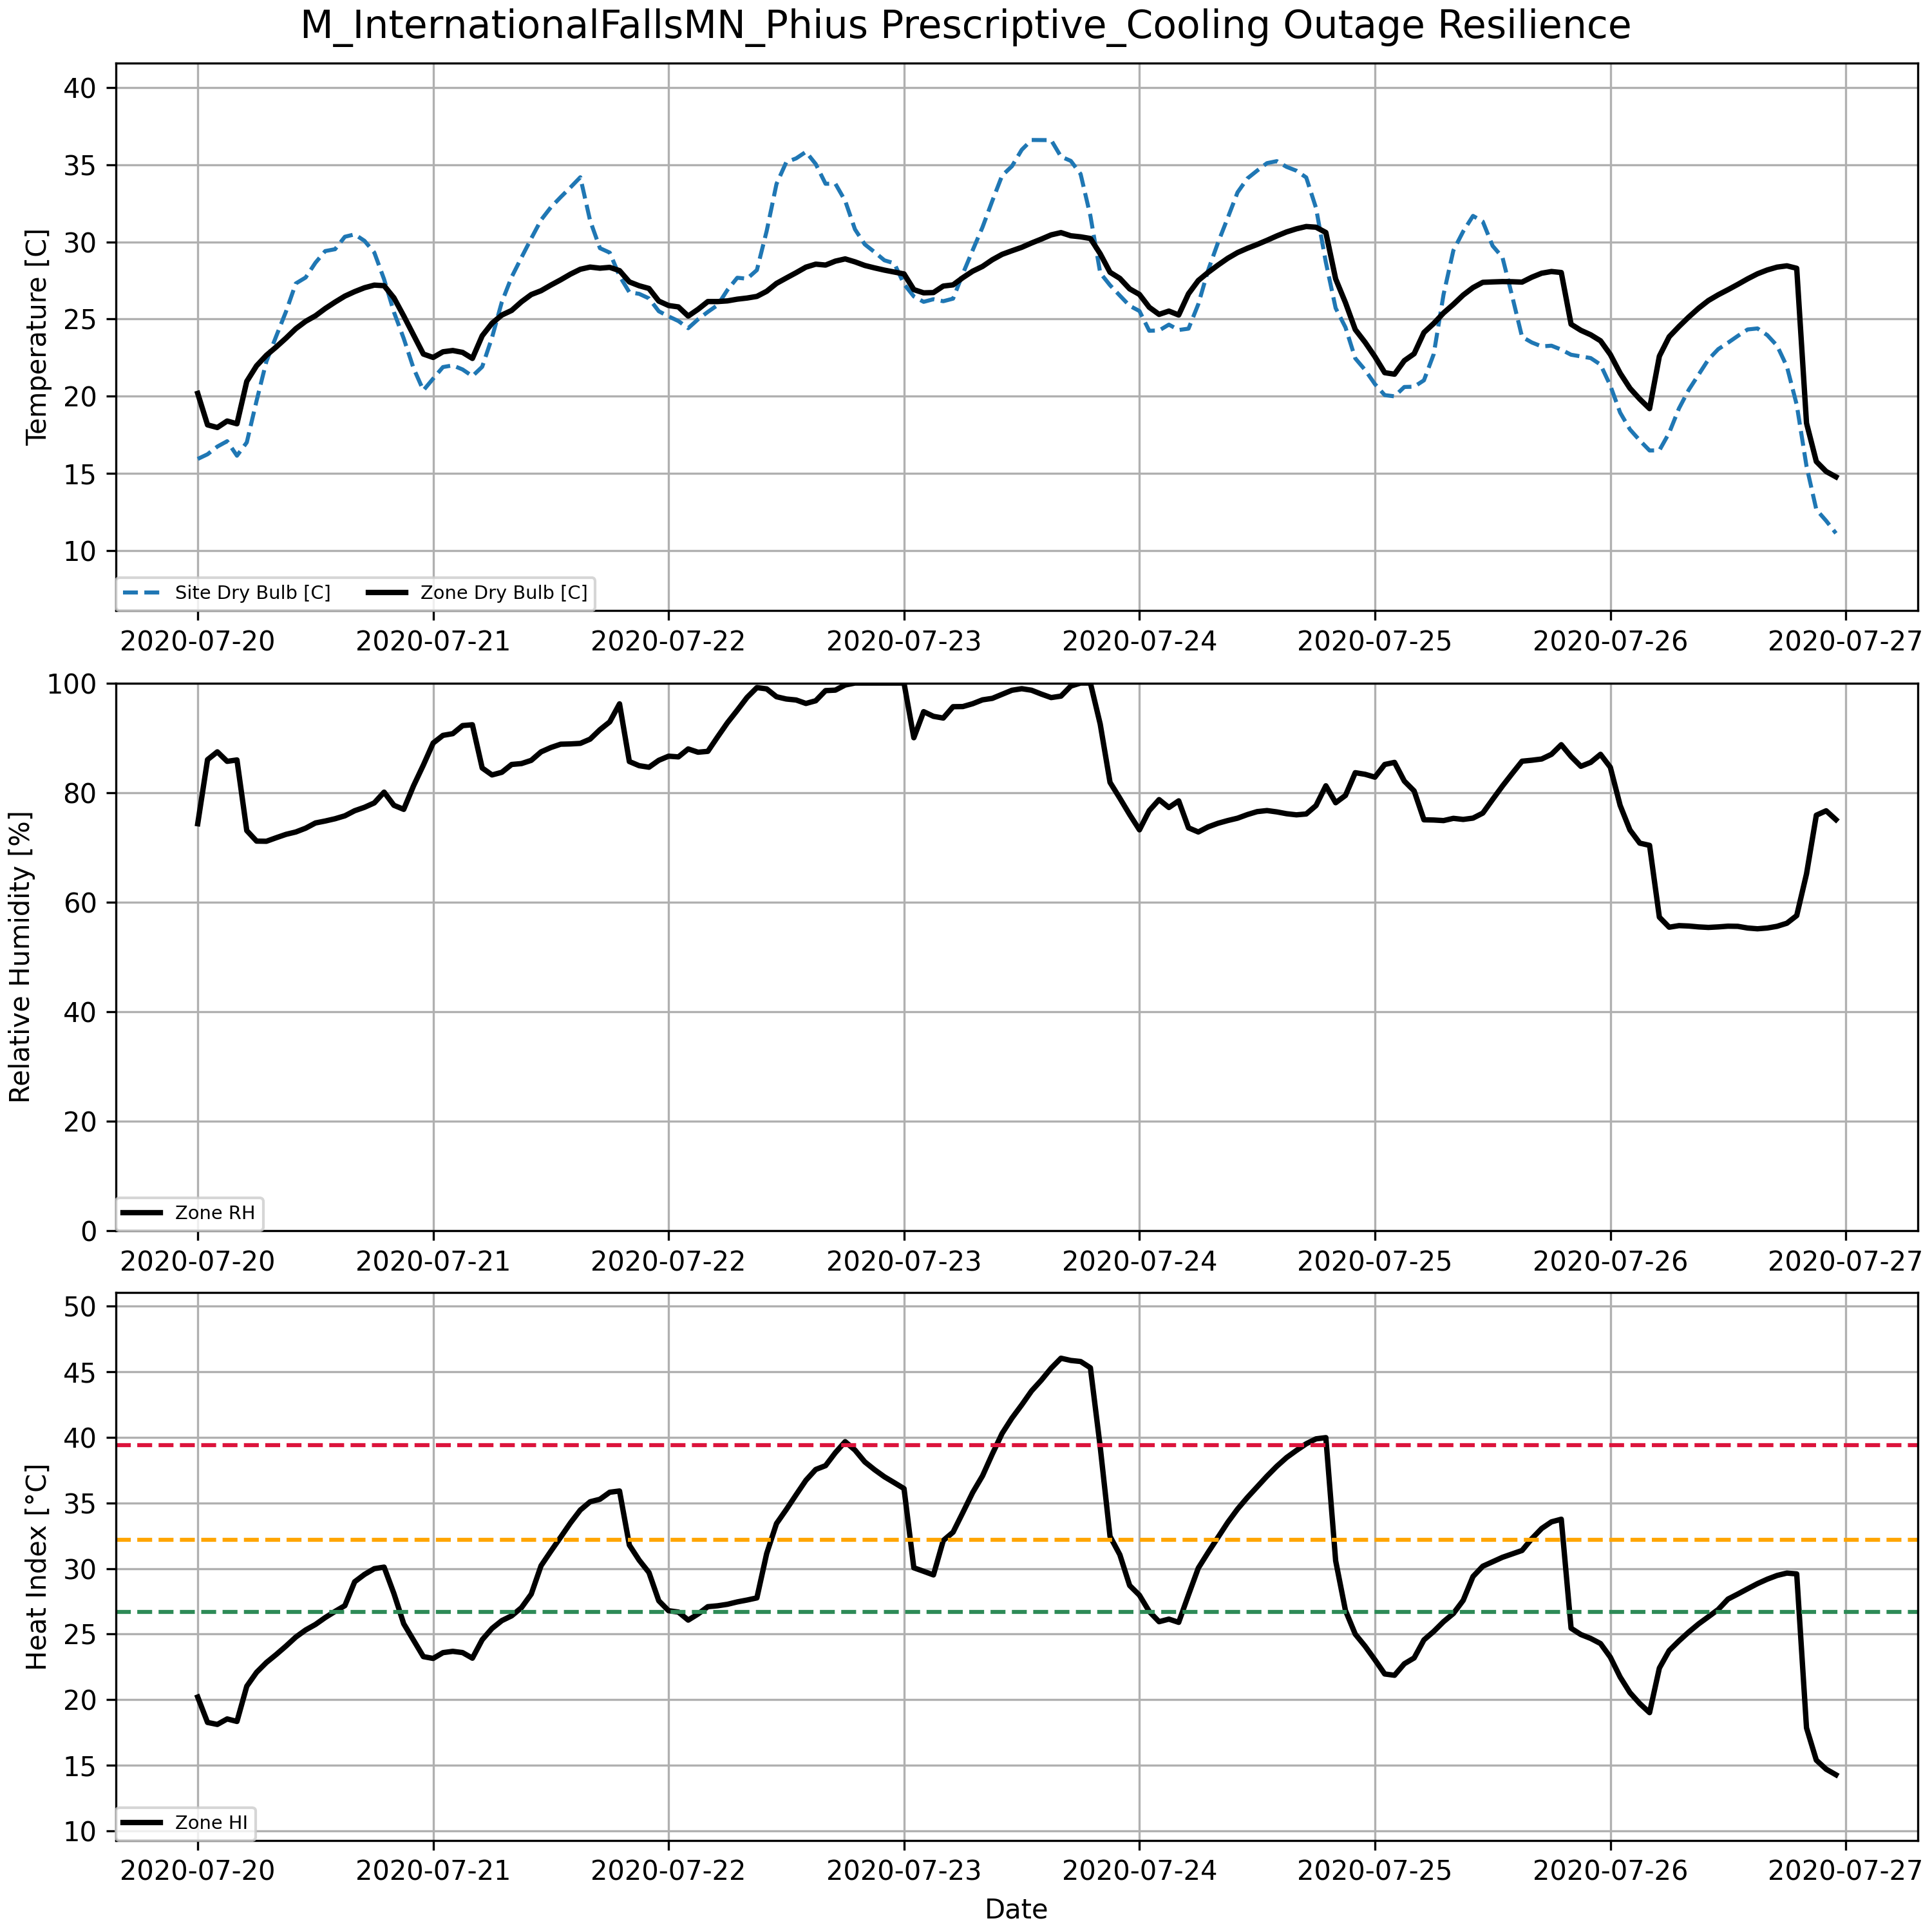 M_InternationalFallsMN_Phius Prescriptive_Cooling Outage Resilience
Temperature [C]
40
35
30
25
20
15
10
Site Dry Bulb [C] Zone Dry Bulb [C]
2020-07-20 2020-07-21 2020-07-22 2020-07-23 2020-07-24 2020-07-25 2020-07-26 2020-07-27
Relative Humidity [%]
100
80
60
40
20
0
Zone RH
2020-07-20 2020-07-21 2020-07-22 2020-07-23 2020-07-24 2020-07-25 2020-07-26 2020-07-27
Heat Index [°C]
50
45
40
35
30
25
20
15
10
Zone HI
2020-07-20 2020-07-21 2020-07-22 2020-07-23 2020-07-24 2020-07-25 2020-07-26 2020-07-27
Date